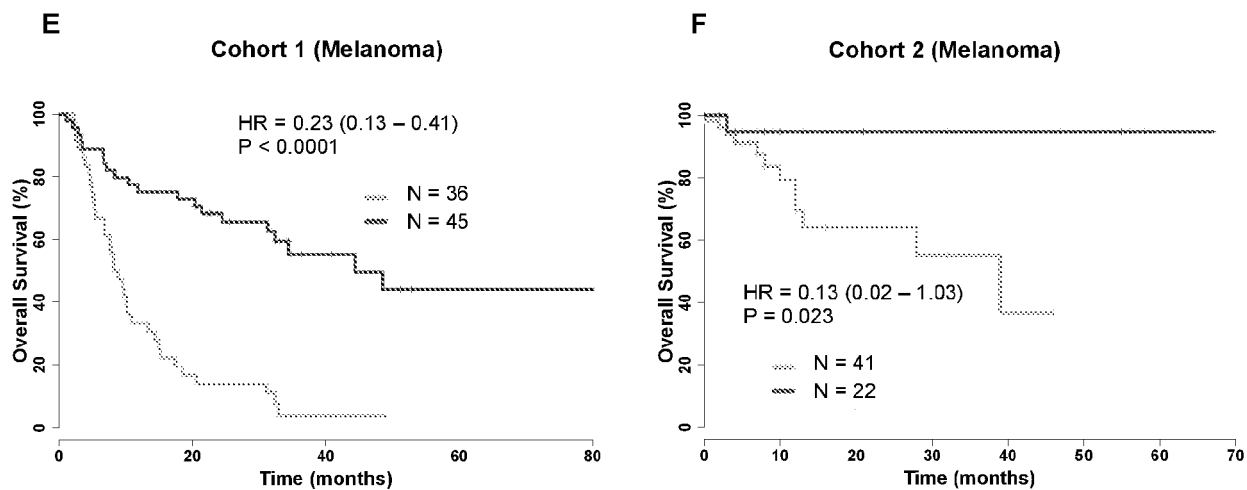 E
Cohort 1 (Melanoma)
HR = 0.23 (0.13 – 0.41)
P < 0.0001
N = 36
N = 45
Overall Survival (%)
0
20
40
60
80
100
0 20 40 60 80
Time (months)
F
Cohort 2 (Melanoma)
HR = 0.13 (0.02 – 1.03)
P = 0.023
N = 41
N = 22
Overall Survival (%)
0
20
40
60
80
100
0 10 20 30 40 50 60 70
Time (months)